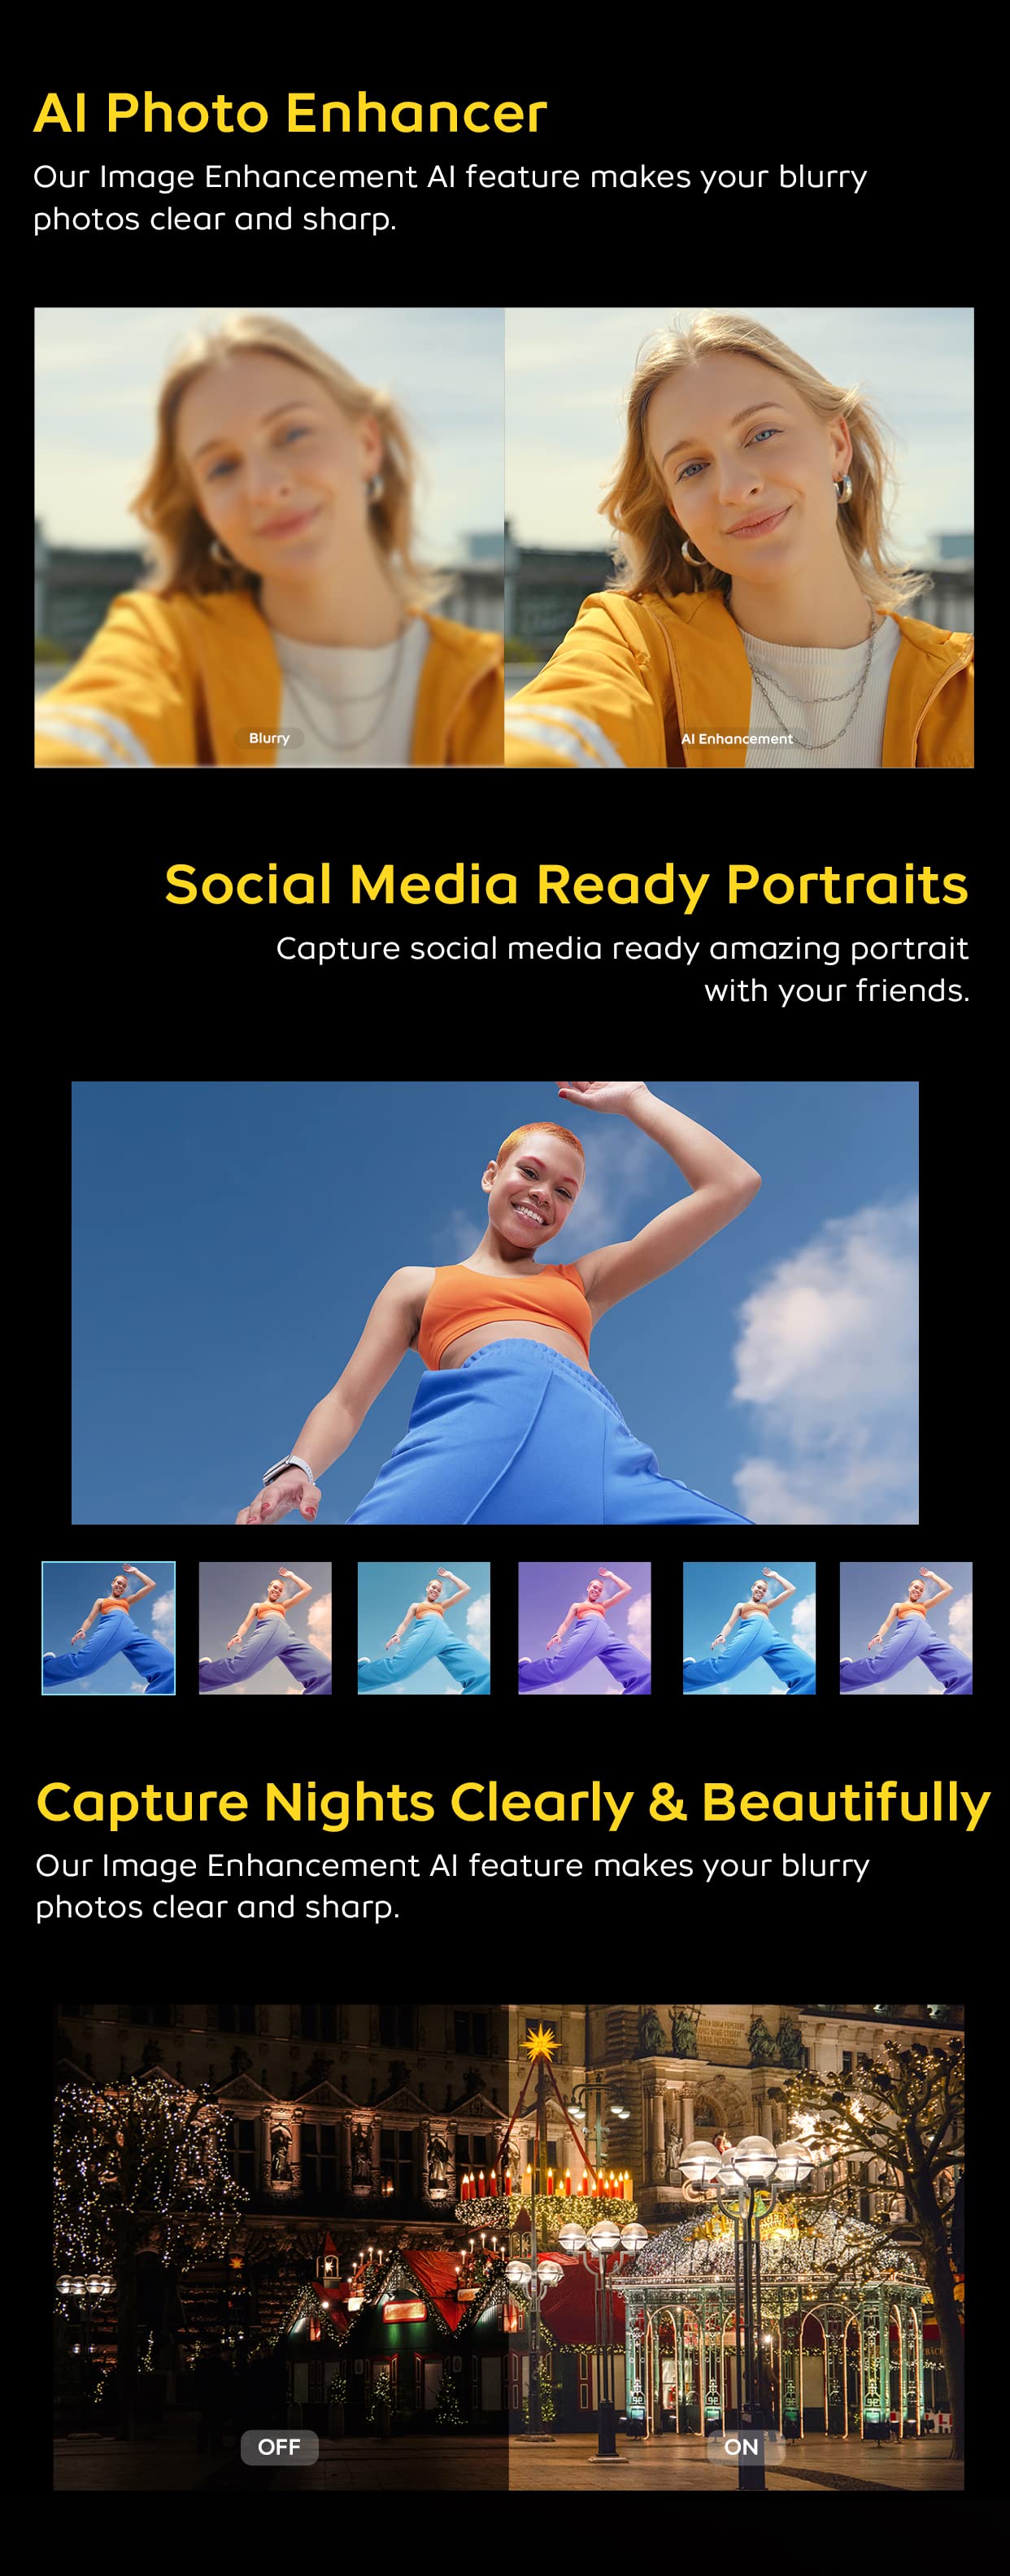 AI Photo Enhancer
Our Image Enhancement AI feature makes your blurry
photos clear and sharp.
Blurry
AI Enhancement
Social Media Ready Portraits
Capture social media ready amazing portrait
with your friends.
Capture Nights Clearly & Beautifully
Our Image Enhancement AI feature makes your blurry
photos clear and sharp.
OFF
ON